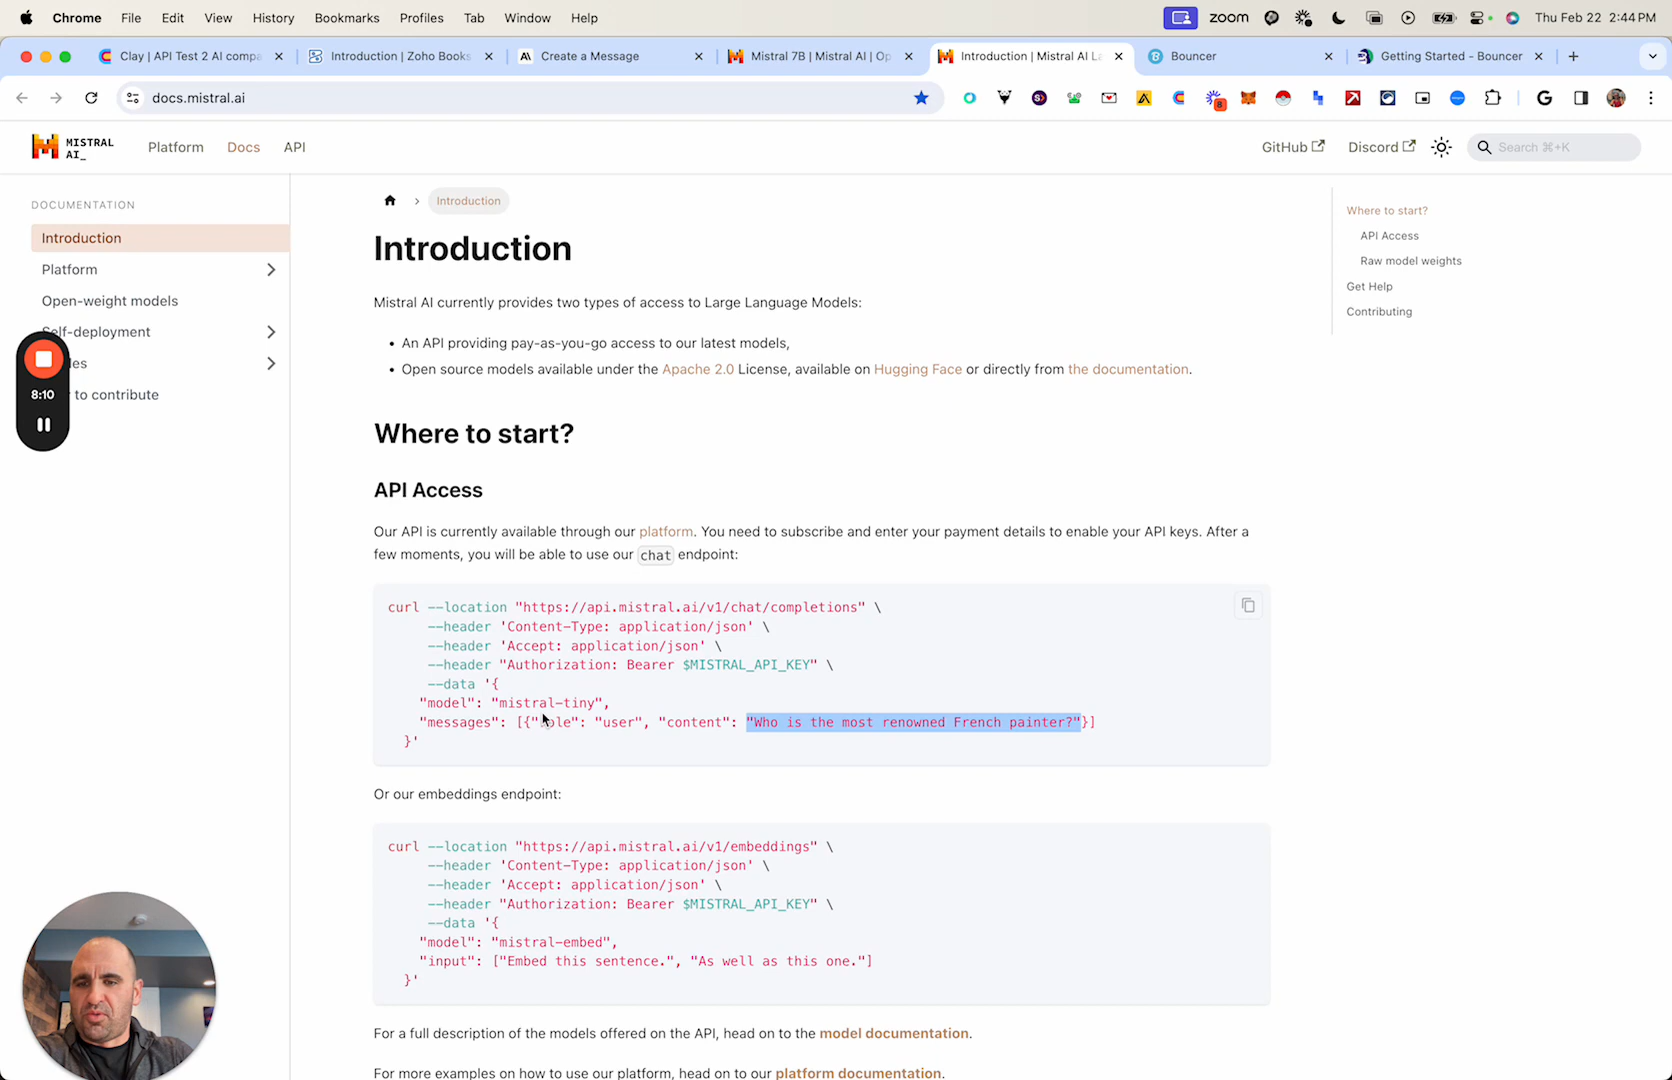 Chrome File Edit View History Bookmarks Profiles Tab Window Help zoom Thu Feb 22 2:44 PM
Clay | API Test 2 AI compa
Introduction | Zoho Books
Create a Message
Mistral 7B | Mistral AI | Op
Introduction | Mistral AI La
Bouncer
Getting Started - Bouncer
docs.mistral.ai
MISTRAL
AI_
Platform Docs API
GitHub Discord Search ⌘+K
DOCUMENTATION
Introduction
Platform
Open-weight models
Self-deployment
es
to contribute
8:10
Introduction
Introduction
Mistral AI currently provides two types of access to Large Language Models:
• An API providing pay-as-you-go access to our latest models,
• Open source models available under the Apache 2.0 License, available on Hugging Face or directly from the documentation.
Where to start?
API Access
Our API is currently available through our platform. You need to subscribe and enter your payment details to enable your API keys. After a
few moments, you will be able to use our chat endpoint:
curl --location "https://api.mistral.ai/v1/chat/completions" \
--header 'Content-Type: application/json' \
--header 'Accept: application/json' \
--header "Authorization: Bearer $MISTRAL_API_KEY" \
--data '{
"model": "mistral-tiny",
"messages": [{"role": "user", "content": "Who is the most renowned French painter?"}]
}'
Or our embeddings endpoint:
curl --location "https://api.mistral.ai/v1/embeddings" \
--header 'Content-Type: application/json' \
--header 'Accept: application/json' \
--header "Authorization: Bearer $MISTRAL_API_KEY" \
--data '{
"model": "mistral-embed",
"input": ["Embed this sentence.", "As well as this one."]
}'
For a full description of the models offered on the API, head on to the model documentation.
For more examples on how to use our platform, head on to our platform documentation.
Where to start?
API Access
Raw model weights
Get Help
Contributing